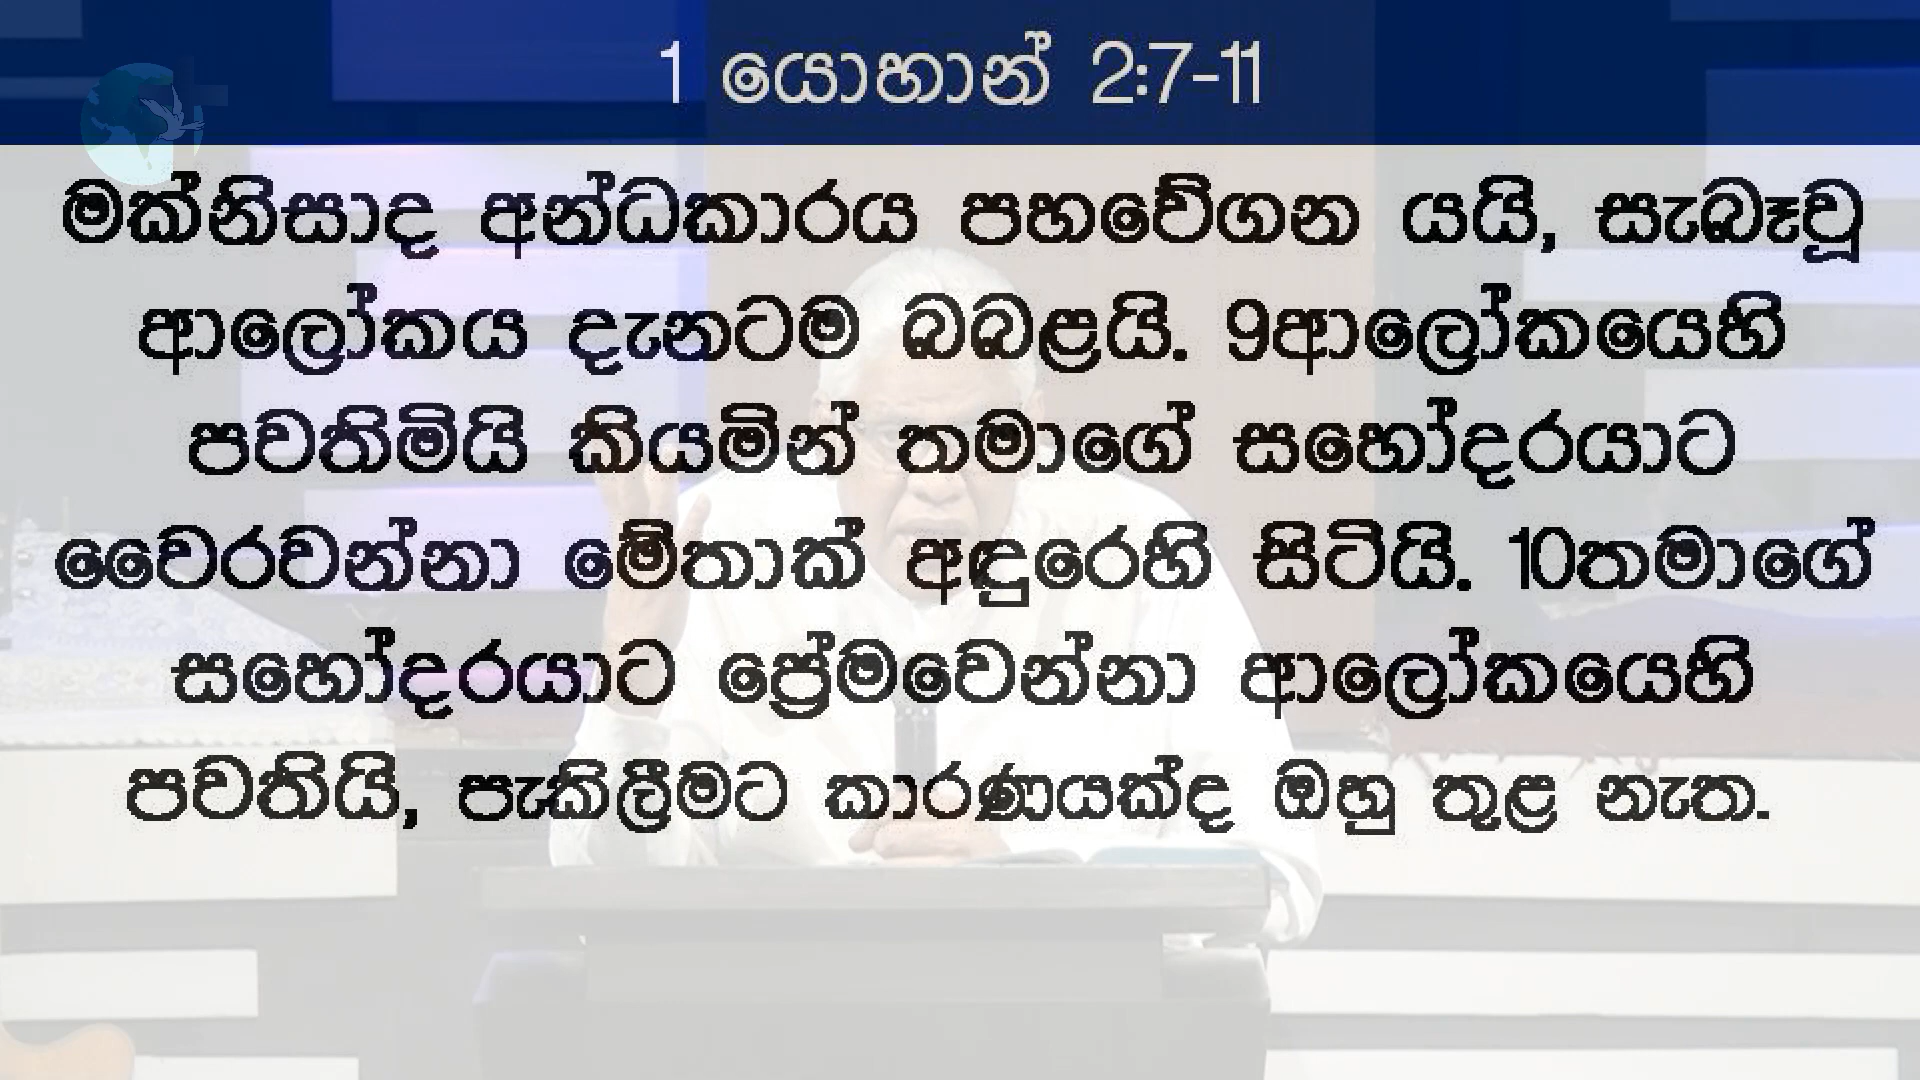 1 යොහාන් 2:7-11
මක්නිසාද අන්ධකාරය පහවේගන යයි, සැබෑවූ
ආලෝකය දැනටම බබළයි. 9ආලෝකයෙහි
පවතිමියි කියමින් තමාගේ සහෝදරයාට
වෛරවන්නා මේතාක් අඳුරෙහි සිටියි. 10තමාගේ
සහෝදරයාට ප්‍රේමවෙන්නා ආලෝකයෙහි
පවතියි, පැකිලීමට කාරණයක්ද ඔහු තුළ නැත.